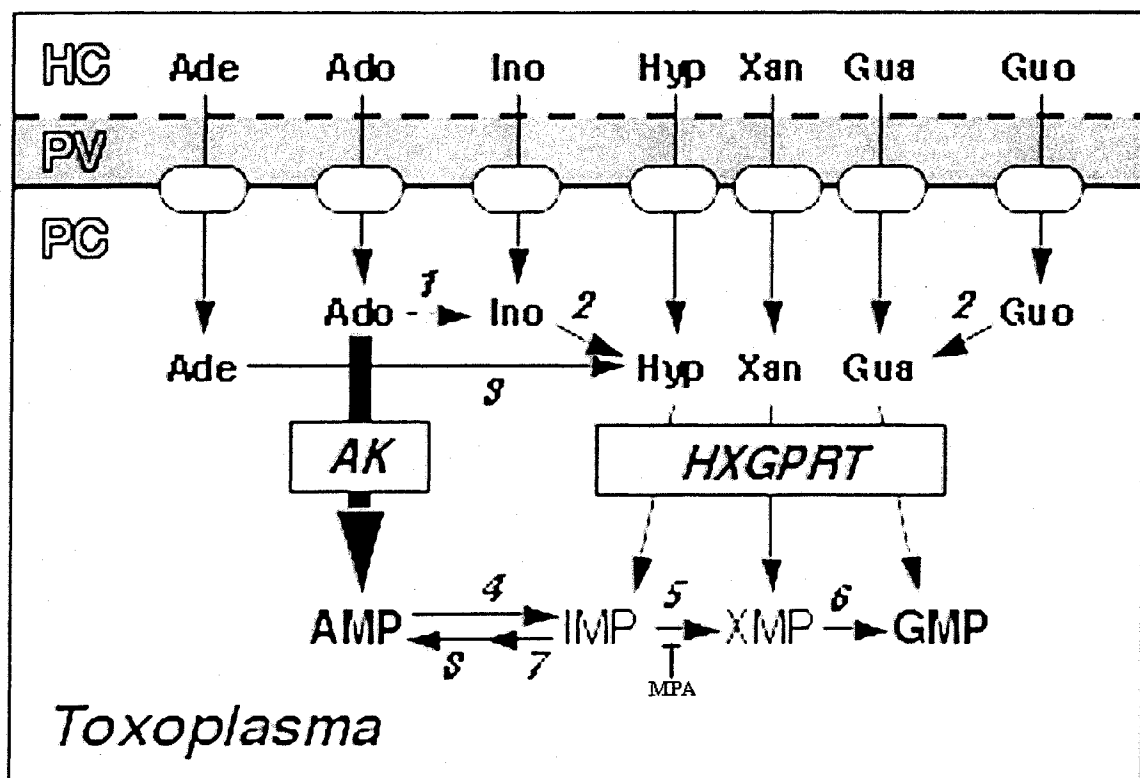 HC Ade Ado Ino Hyp Xan Gua Guo
PV
PC
1
Ado Ino 2 2 Guo
Ade Hyp Xan Gua
3
AK HXGPRT
4 5 6
AMP IMP XMP GMP
8 7
MPA
Toxoplasma